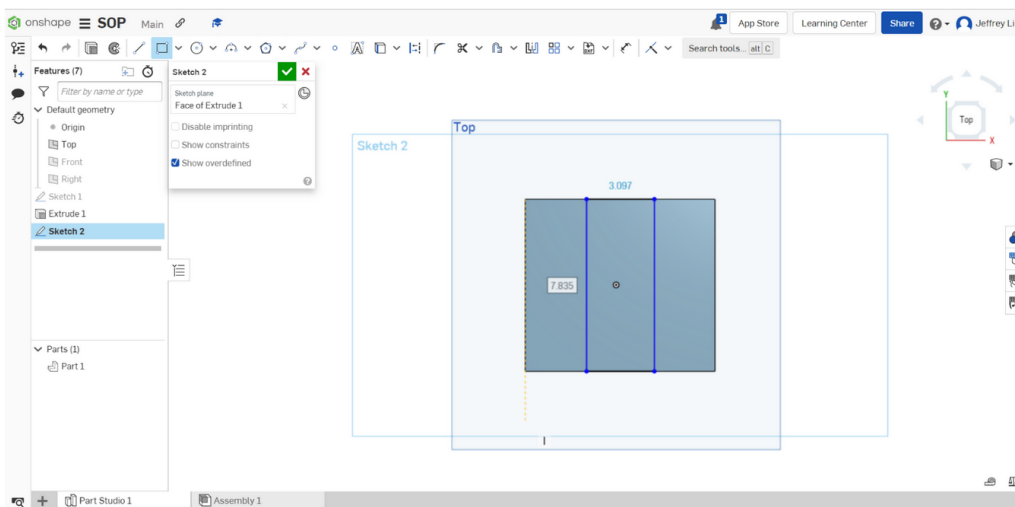 onshape SOP Main 1 App Store Learning Center Share Jeffrey Li
Search tools... alt C
Features (7)
Filter by name or type
Default geometry
Origin
Top
Front
Right
Sketch 1
Extrude 1
Sketch 2
Parts (1)
Part 1
Sketch 2
Sketch plane
Face of Extrude 1
Disable imprinting
Show constraints
Show overdefined
Top
Sketch 2
3.097
7.835
Y
Top
X
Part Studio 1
Assembly 1